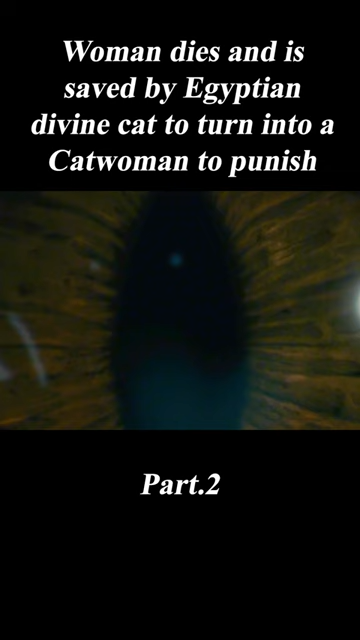 Woman dies and is
saved by Egyptian
divine cat to turn into a
Catwoman to punish
Part.2